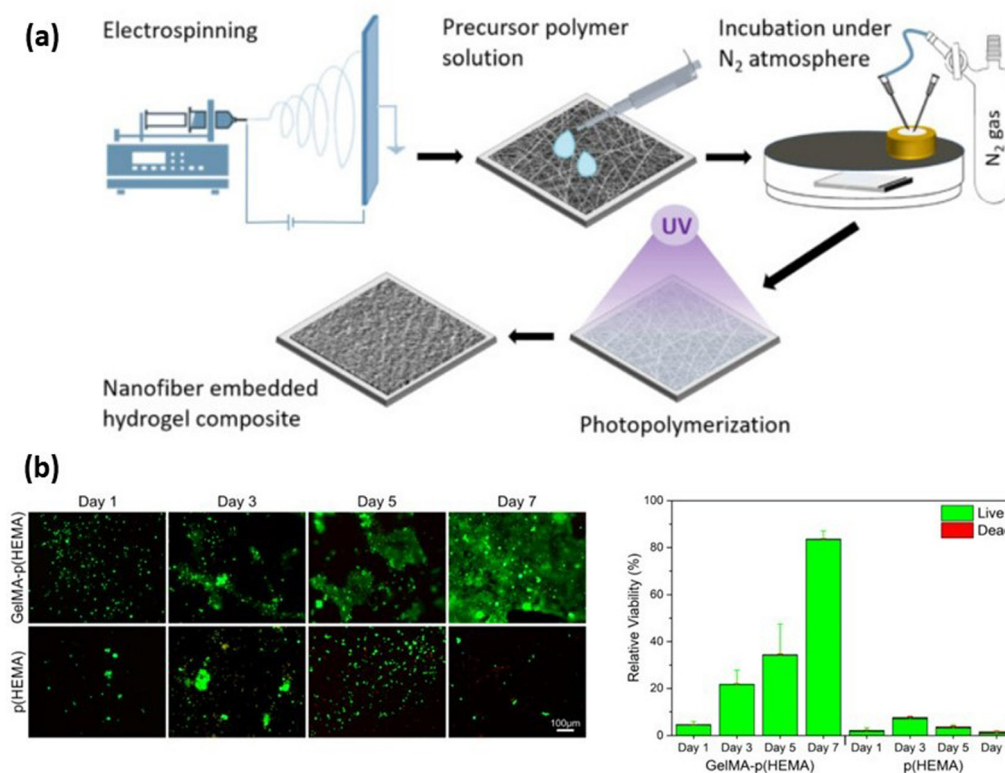 (a)
Electrospinning
Precursor polymer
solution
Incubation under
N₂ atmosphere
N₂ gas
UV
Nanofiber embedded
hydrogel composite
Photopolymerization
(b)
Day 1 Day 3 Day 5 Day 7
GelMA-p(HEMA)
p(HEMA)
100µm
100
80
60
40
20
0
Relative Viability (%)
Live
Dead
Day 1 Day 3 Day 5 Day 7 Day 1 Day 3 Day 5 Day
GelMA-p(HEMA) p(HEMA)